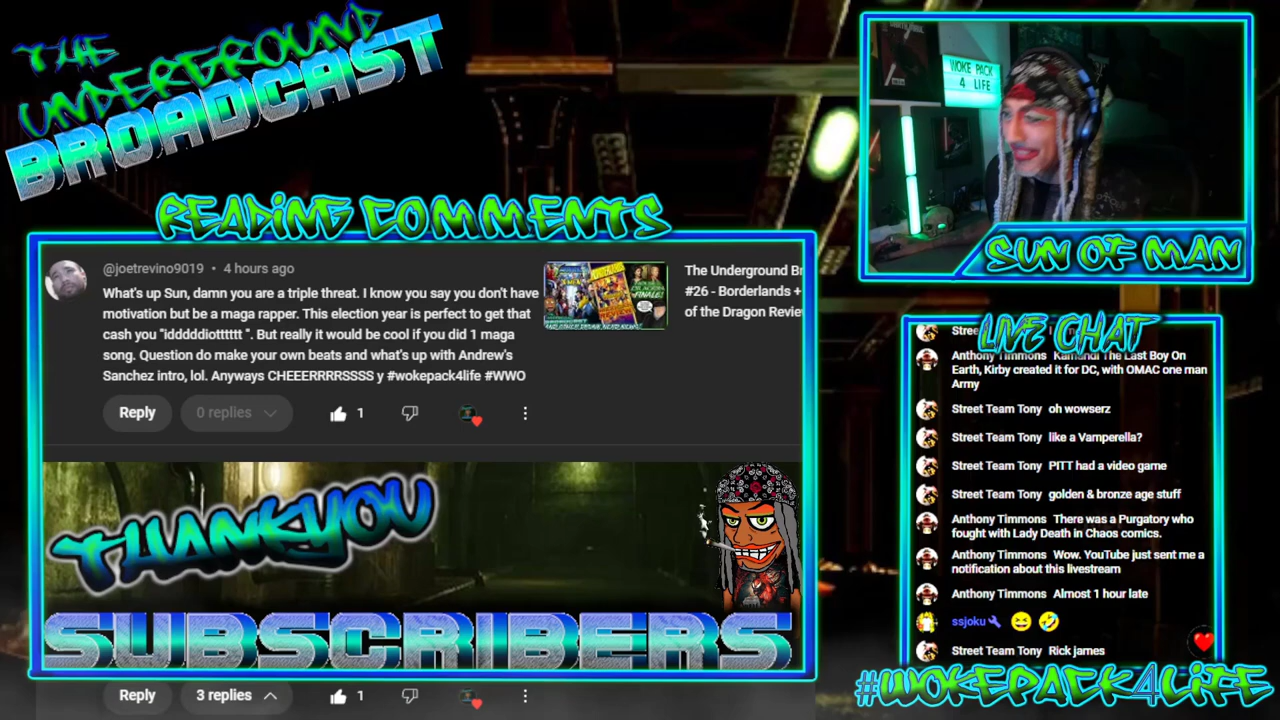 THE
UNDERGROUND
BROADCAST
WOKE PACK
4 LIFE
SUN OF MAN
READING COMMENTS
@joetrevino9019 • 4 hours ago
What's up Sun, damn you are a triple threat. I know you say you don't have
motivation but be a maga rapper. This election year is perfect to get that
cash you "idddddiotttttt ". But really it would be cool if you did 1 maga
song. Question do make your own beats and what's up with Andrew's
Sanchez intro, lol. Anyways CHEEERRRRSSSS y #wokepack4life #WWO
The Underground Br
#26 - Borderlands +
of the Dragon Revie
FINALE!
Reply 0 replies 1
THANKYOU
SUBSCRIBERS
Reply 3 replies 1
LIVE CHAT
Stree
Anthony Timmons Kamandi The Last Boy On
Earth, Kirby created it for DC, with OMAC one man
Army
Street Team Tony oh wowserz
Street Team Tony like a Vamperella?
Street Team Tony PITT had a video game
Street Team Tony golden & bronze age stuff
Anthony Timmons There was a Purgatory who
fought with Lady Death in Chaos comics.
Anthony Timmons Wow. YouTube just sent me a
notification about this livestream
Anthony Timmons Almost 1 hour late
ssjoku 😆 🤣
Street Team Tony Rick james
#WOKEPACK4LIFE